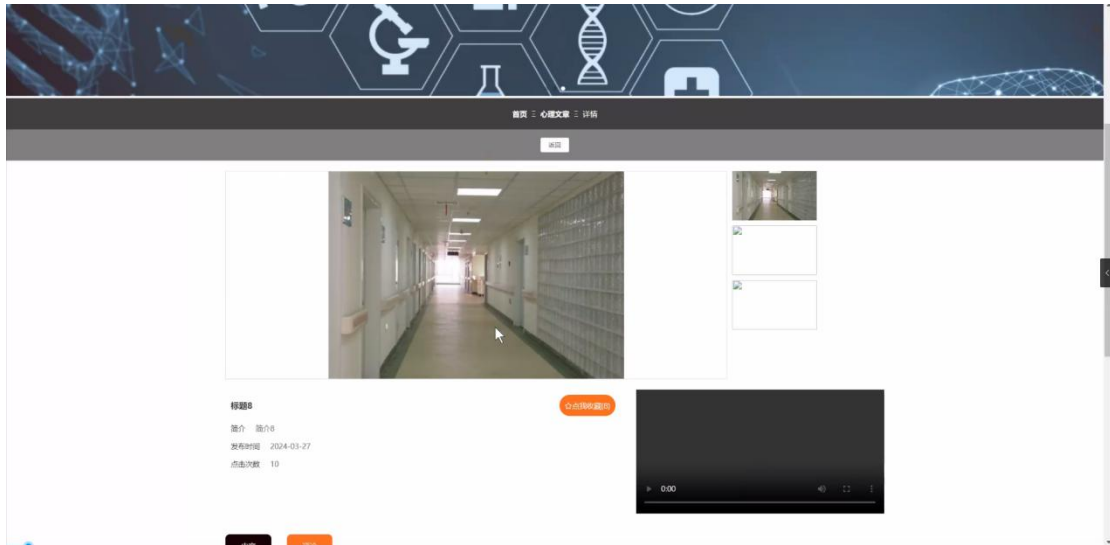 首页 Ξ 心理文章 Ξ 详情
返回
标题8
☆点我收藏(0)
简介 简介8
发布时间 2024-03-27
点击次数 10
0:00